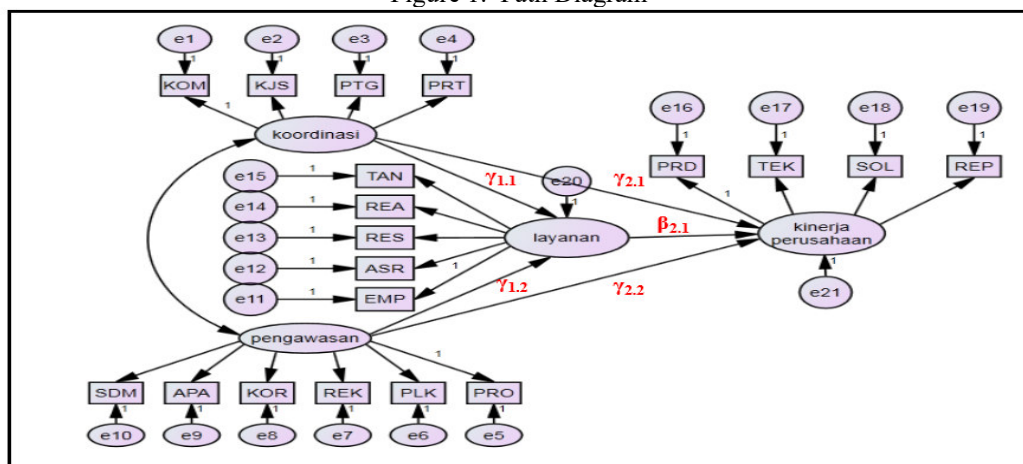 Figure 1. Path Diagram
e1 e2 e3 e4
1 1 1 1
KOM KJS PTG PRT
1
koordinasi
e16 e17 e18 e19
1 1 1 1
PRD TEK SOL REP
1
e15 1 TAN
e14 1 REA
e13 1 RES
e12 1 ASR
e11 1 EMP
1
γ1.1
e20
1
γ2.1
layanan
β2.1
kinerja
perusahaan
1
e21
γ1.2
γ2.2
pengawasan
1
SDM APA KOR REK PLK PRO
1 1 1 1 1 1
e10 e9 e8 e7 e6 e5